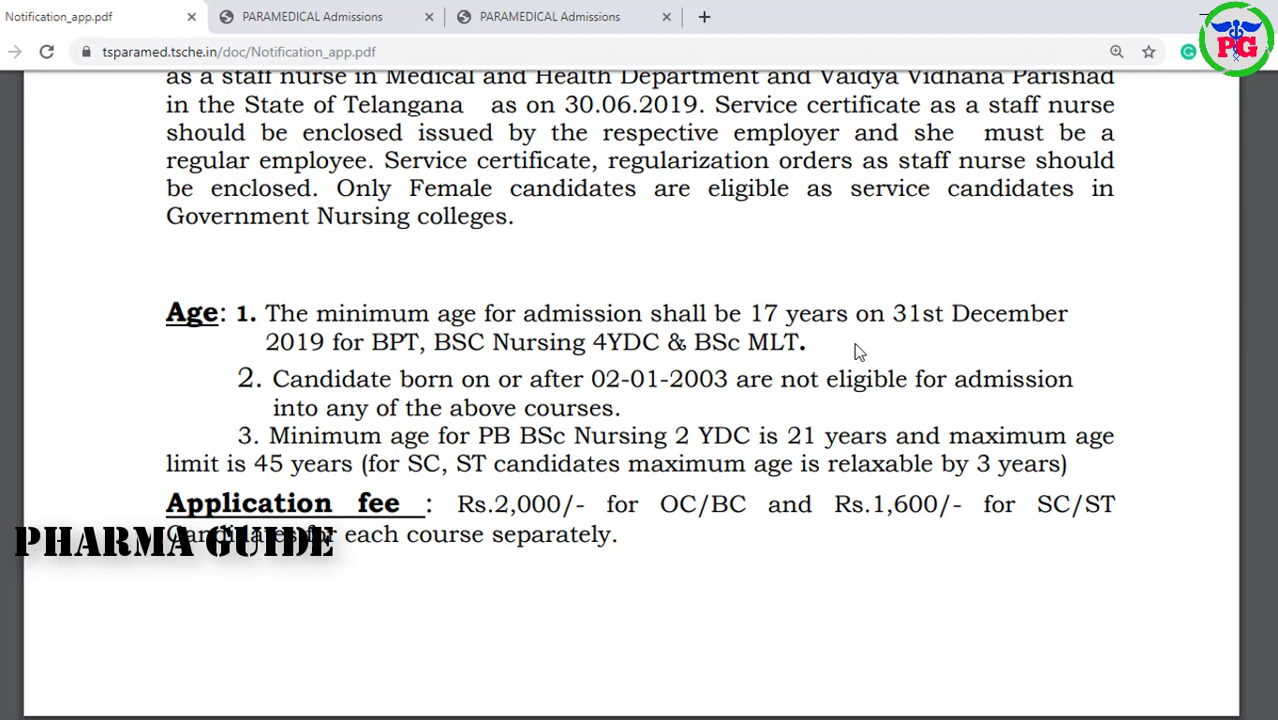 Notification_app.pdf
PARAMEDICAL Admissions
PARAMEDICAL Admissions
tsparamed.tsche.in/doc/Notification_app.pdf
PG
as a staff nurse in Medical and Health Department and Vaidya Vidhana Parishad
in the State of Telangana as on 30.06.2019. Service certificate as a staff nurse
should be enclosed issued by the respective employer and she must be a
regular employee. Service certificate, regularization orders as staff nurse should
be enclosed. Only Female candidates are eligible as service candidates in
Government Nursing colleges.
Age: 1. The minimum age for admission shall be 17 years on 31st December
2019 for BPT, BSC Nursing 4YDC & BSc MLT.
2. Candidate born on or after 02-01-2003 are not eligible for admission
into any of the above courses.
3. Minimum age for PB BSc Nursing 2 YDC is 21 years and maximum age
limit is 45 years (for SC, ST candidates maximum age is relaxable by 3 years)
Application fee : Rs.2,000/- for OC/BC and Rs.1,600/- for SC/ST
Candidates for each course separately.
PHARMA GUIDE